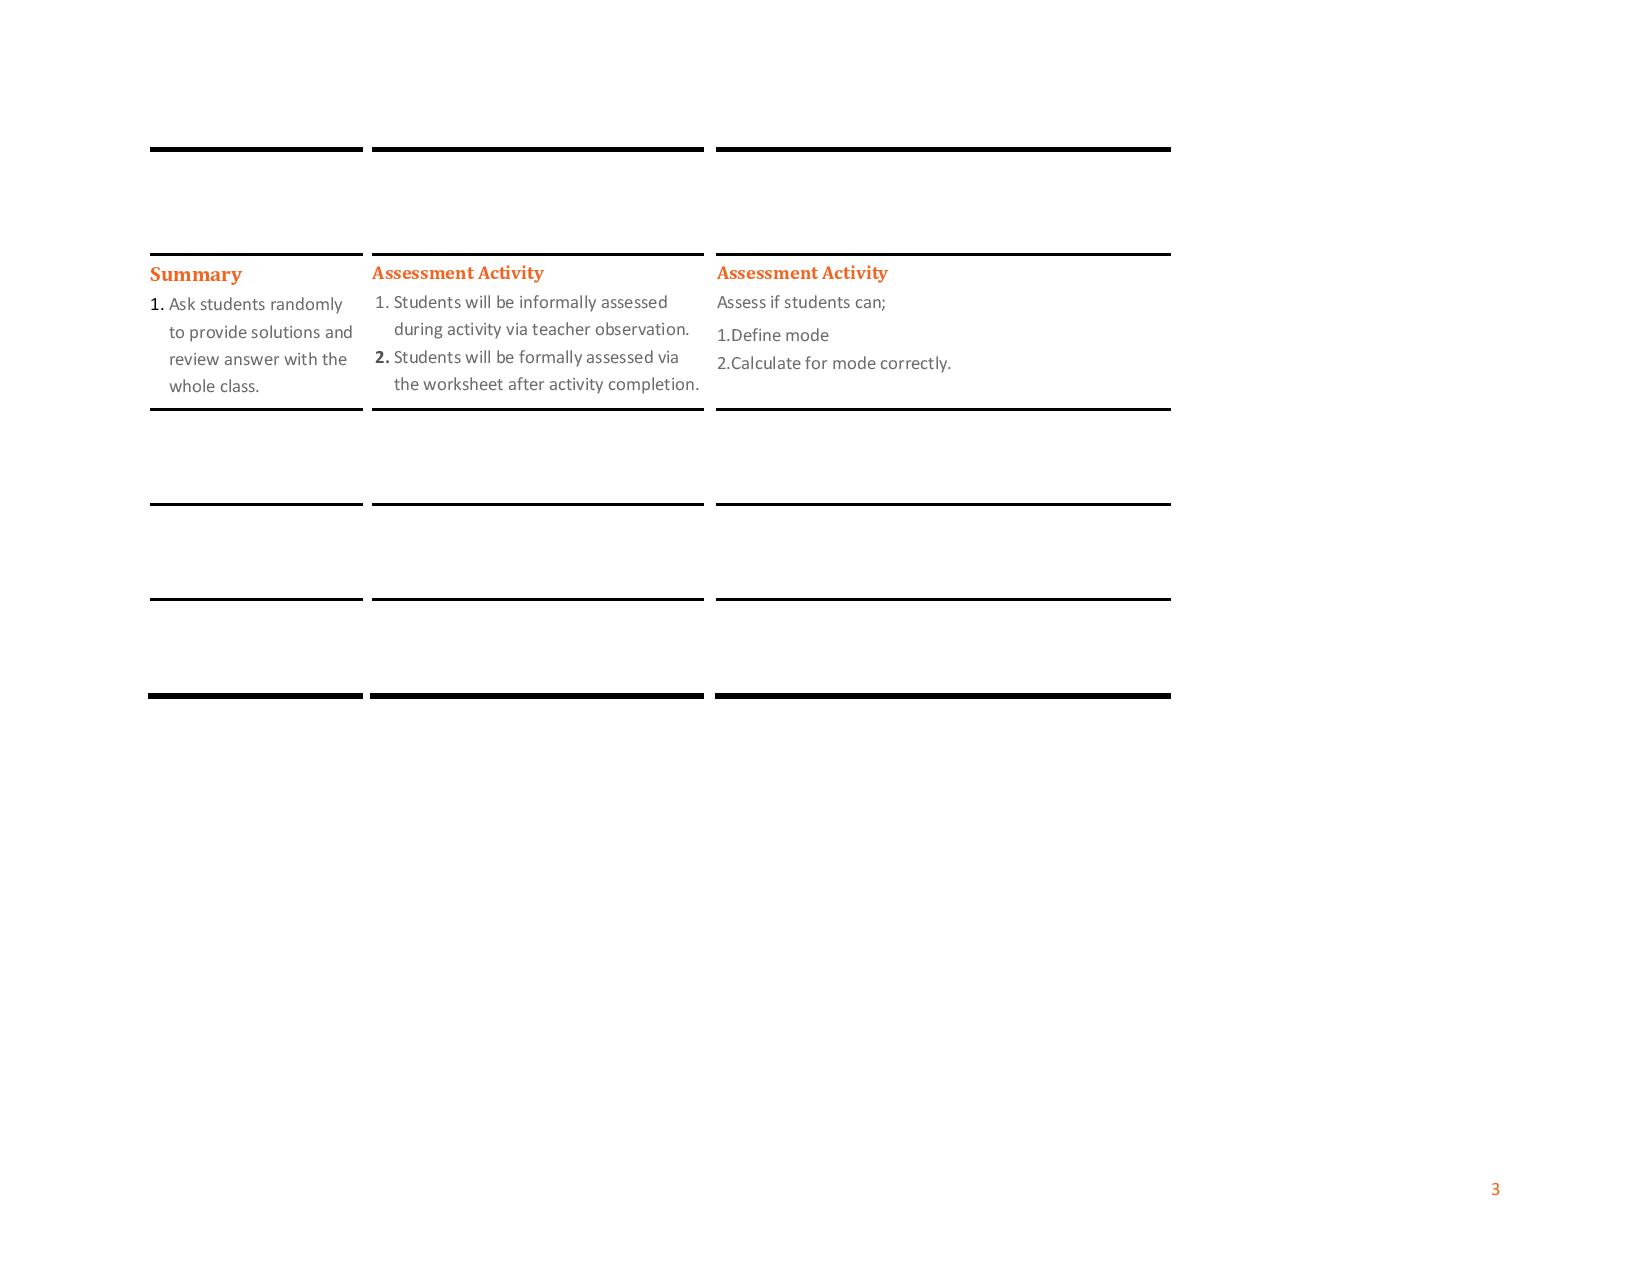 Summary
1. Ask students randomly
to provide solutions and
review answer with the
whole class.
Assessment Activity
1. Students will be informally assessed
during activity via teacher observation.
2. Students will be formally assessed via
the worksheet after activity completion.
Assessment Activity
Assess if students can;
1.Define mode
2.Calculate for mode correctly.
3